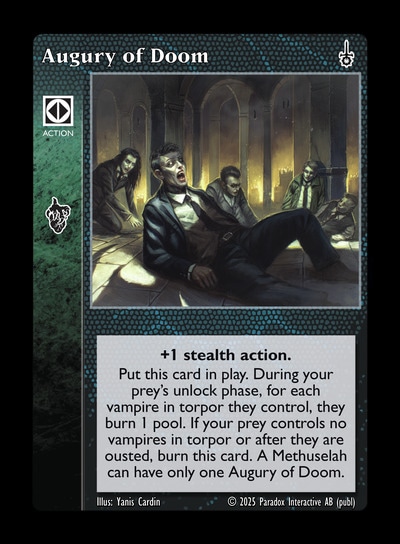 Augury of Doom
ACTION
+1 stealth action.
Put this card in play. During your
prey's unlock phase, for each
vampire in torpor they control, they
burn 1 pool. If your prey controls no
vampires in torpor or after they are
ousted, burn this card. A Methuselah
can have only one Augury of Doom.
Illus: Yanis Cardin © 2025 Paradox Interactive AB (publ)